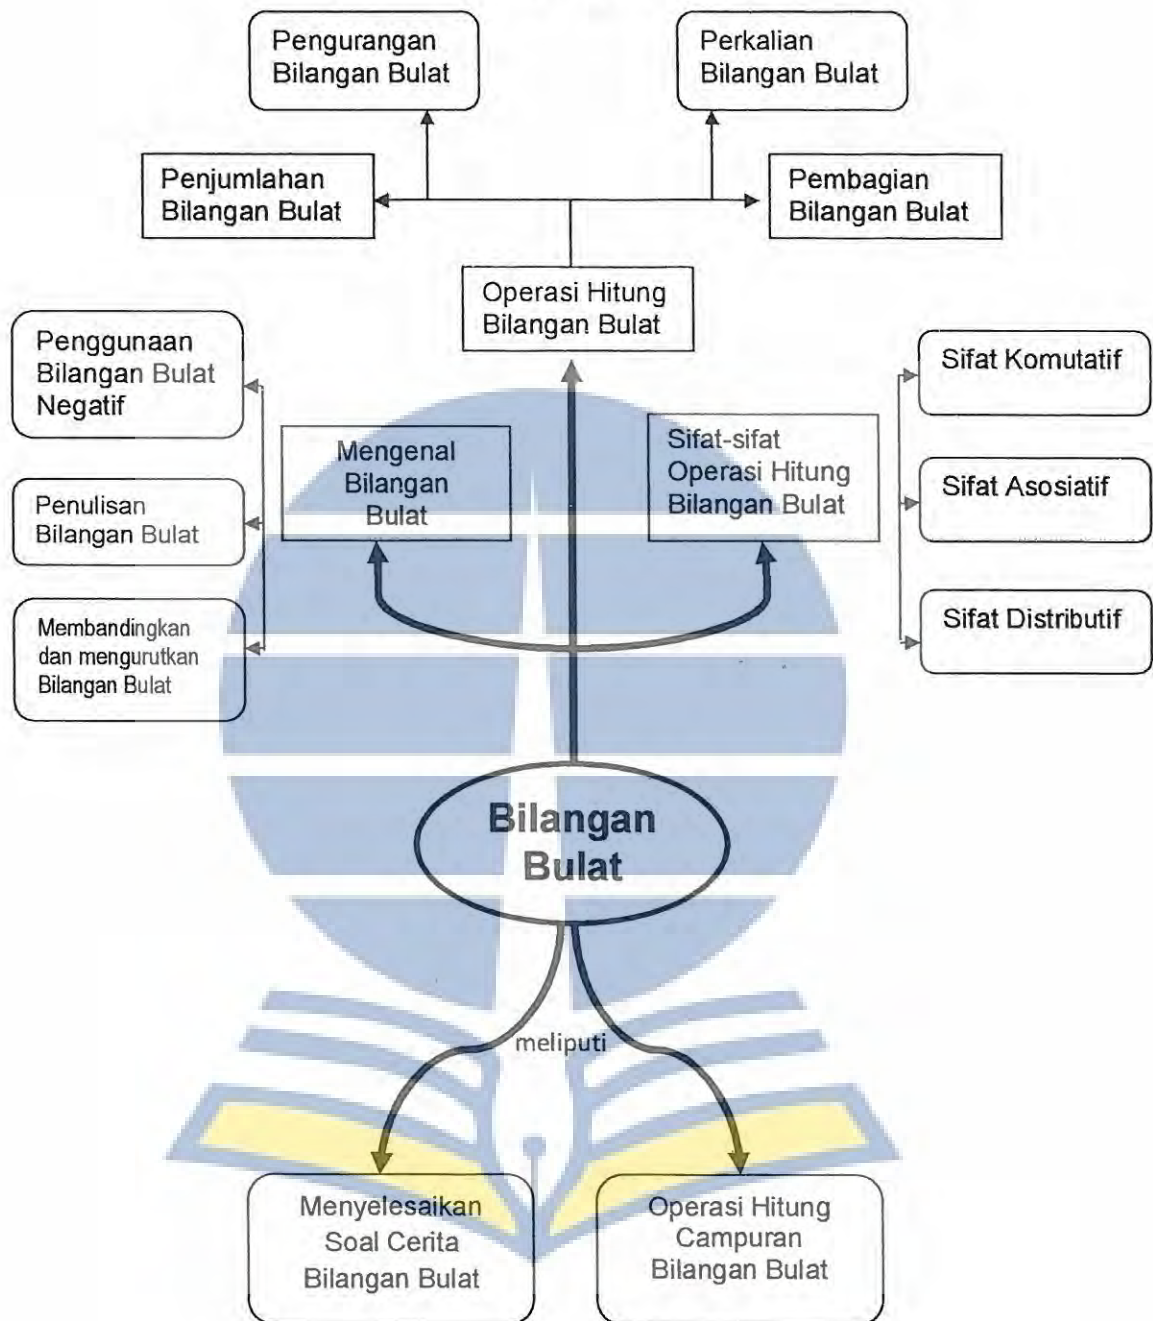 Pengurangan
Bilangan Bulat
Perkalian
Bilangan Bulat
Penjumlahan
Bilangan Bulat
Pembagian
Bilangan Bulat
Operasi Hitung
Bilangan Bulat
Penggunaan
Bilangan Bulat
Negatif
Penulisan
Bilangan Bulat
Membandingkan
dan mengurutkan
Bilangan Bulat
Mengenal
Bilangan
Bulat
Sifat-sifat
Operasi Hitung
Bilangan Bulat
Sifat Komutatif
Sifat Asosiatif
Sifat Distributif
Bilangan
Bulat
meliputi
Menyelesaikan
Soal Cerita
Bilangan Bulat
Operasi Hitung
Campuran
Bilangan Bulat